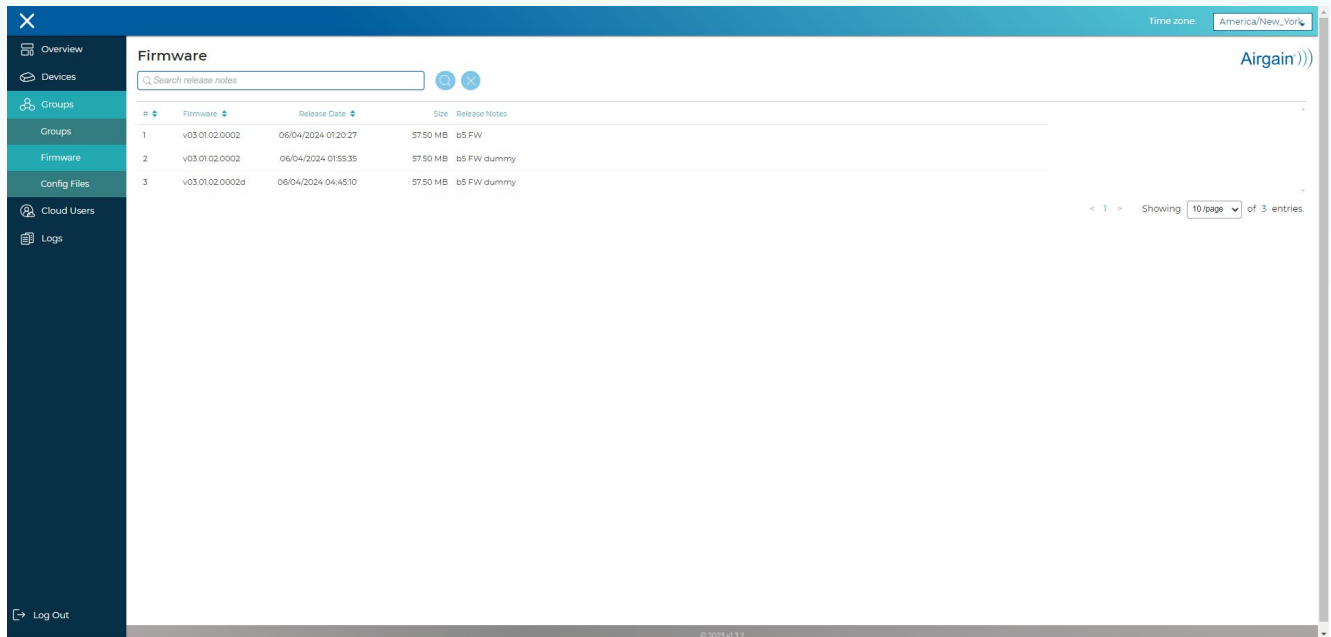 Time zone: America/New_York
Overview
Devices
Groups
Groups
Firmware
Config Files
Cloud Users
Logs
Log Out
Firmware
Airgain
Search release notes
# Firmware Release Date Size Release Notes
1 v03.01.02.0002 06/04/2024 01:20:27 57.50 MB b5 FW
2 v03.01.02.0002 06/04/2024 01:55:35 57.50 MB b5 FW dummy
3 v03.01.02.0002d 06/04/2024 04:45:10 57.50 MB b5 FW dummy
< 1 > Showing 10 /page of 3 entries.
© 2023 v1.3.2